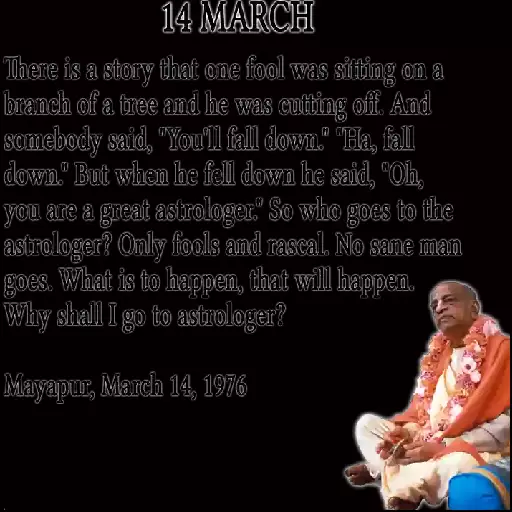 14 MARCH
There is a story that one fool was sitting on a
branch of a tree and he was cutting off. And
somebody said, "You'll fall down." "Ha, fall
down." But when he fell down he said, "Oh,
you are a great astrologer." So who goes to the
astrologer? Only fools and rascal. No sane man
goes. What is to happen, that will happen.
Why shall I go to astrologer?
Mayapur, March 14, 1976